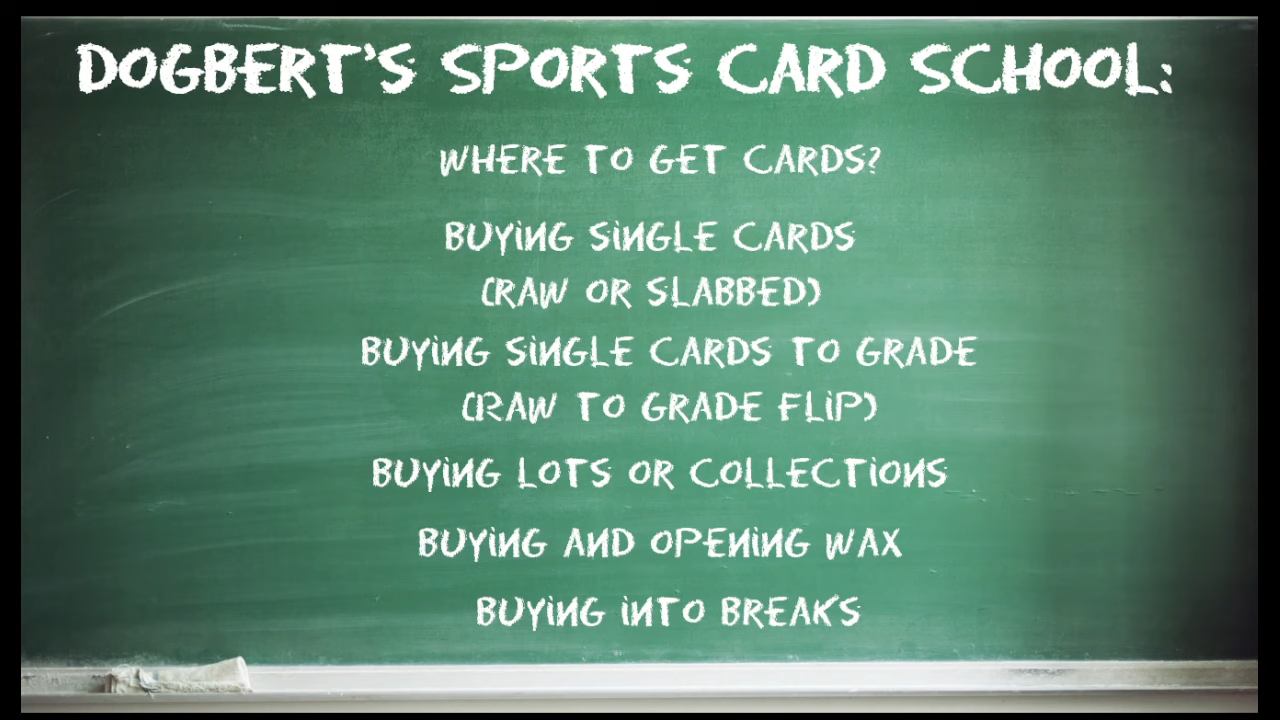 DOGBERT'S SPORTS CARD SCHOOL:
WHERE TO GET CARDS?
BUYING SINGLE CARDS
(RAW OR SLABBED)
BUYING SINGLE CARDS TO GRADE
(RAW TO GRADE FLIP)
BUYING LOTS OR COLLECTIONS
BUYING AND OPENING WAX
BUYING INTO BREAKS